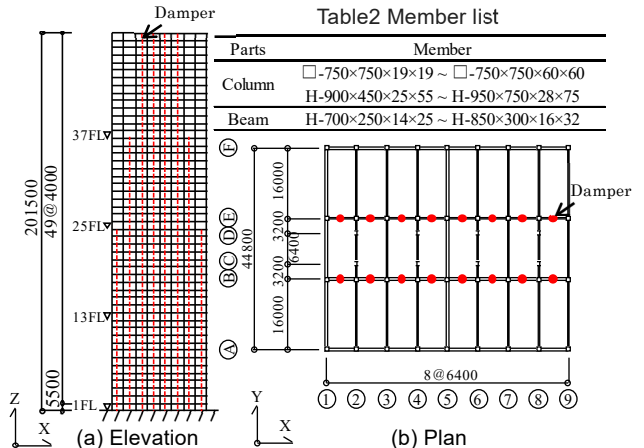 Damper
Table2 Member list
Parts Member
Column □-750×750×19×19 ~ □-750×750×60×60
H-900×450×25×55 ~ H-950×750×28×75
Beam H-700×250×14×25 ~ H-850×300×16×32
201500
49@4000
5500
37FL
25FL
13FL
1FL
Z
X
(a) Elevation
F
E
D
C
B
A
44800
16000
3200
6400
3200
16000
Damper
8@6400
1 2 3 4 5 6 7 8 9
Y
X
(b) Plan